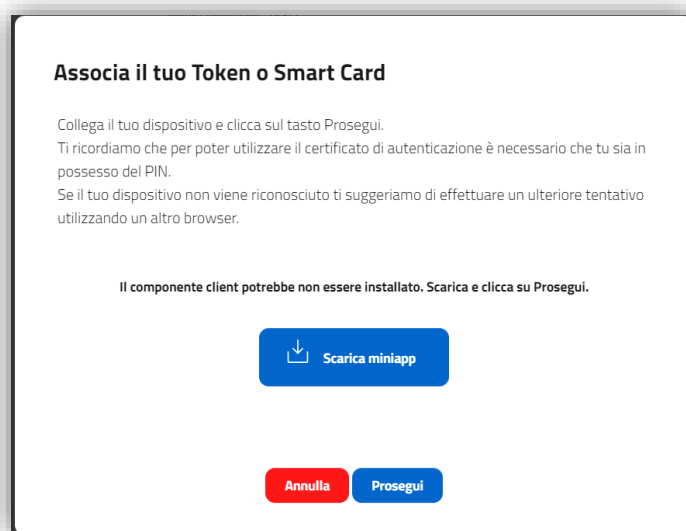 Associa il tuo Token o Smart Card
Collega il tuo dispositivo e clicca sul tasto Prosegui.
Ti ricordiamo che per poter utilizzare il certificato di autenticazione è necessario che tu sia in
possesso del PIN.
Se il tuo dispositivo non viene riconosciuto ti suggeriamo di effettuare un ulteriore tentativo
utilizzando un altro browser.
Il componente client potrebbe non essere installato. Scarica e clicca su Prosegui.
Scarica miniapp
Annulla
Prosegui